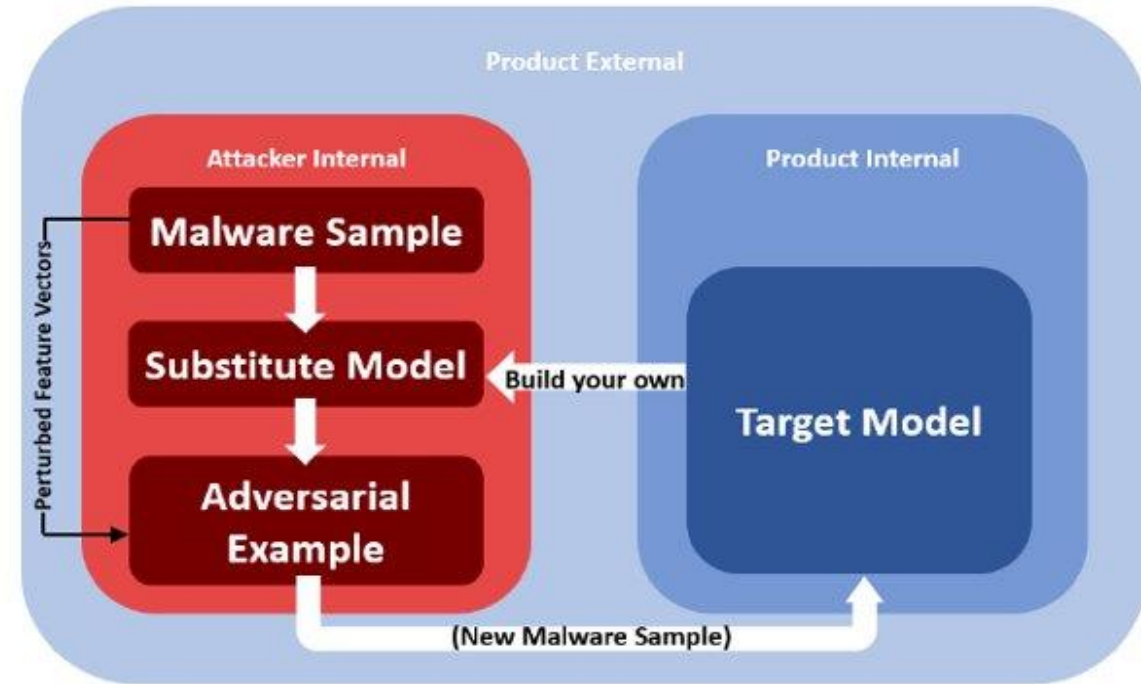 Product External
Attacker Internal
Product Internal
Malware Sample
Perturbed Feature Vectors
Substitute Model
Build your own
Target Model
Adversarial
Example
(New Malware Sample)